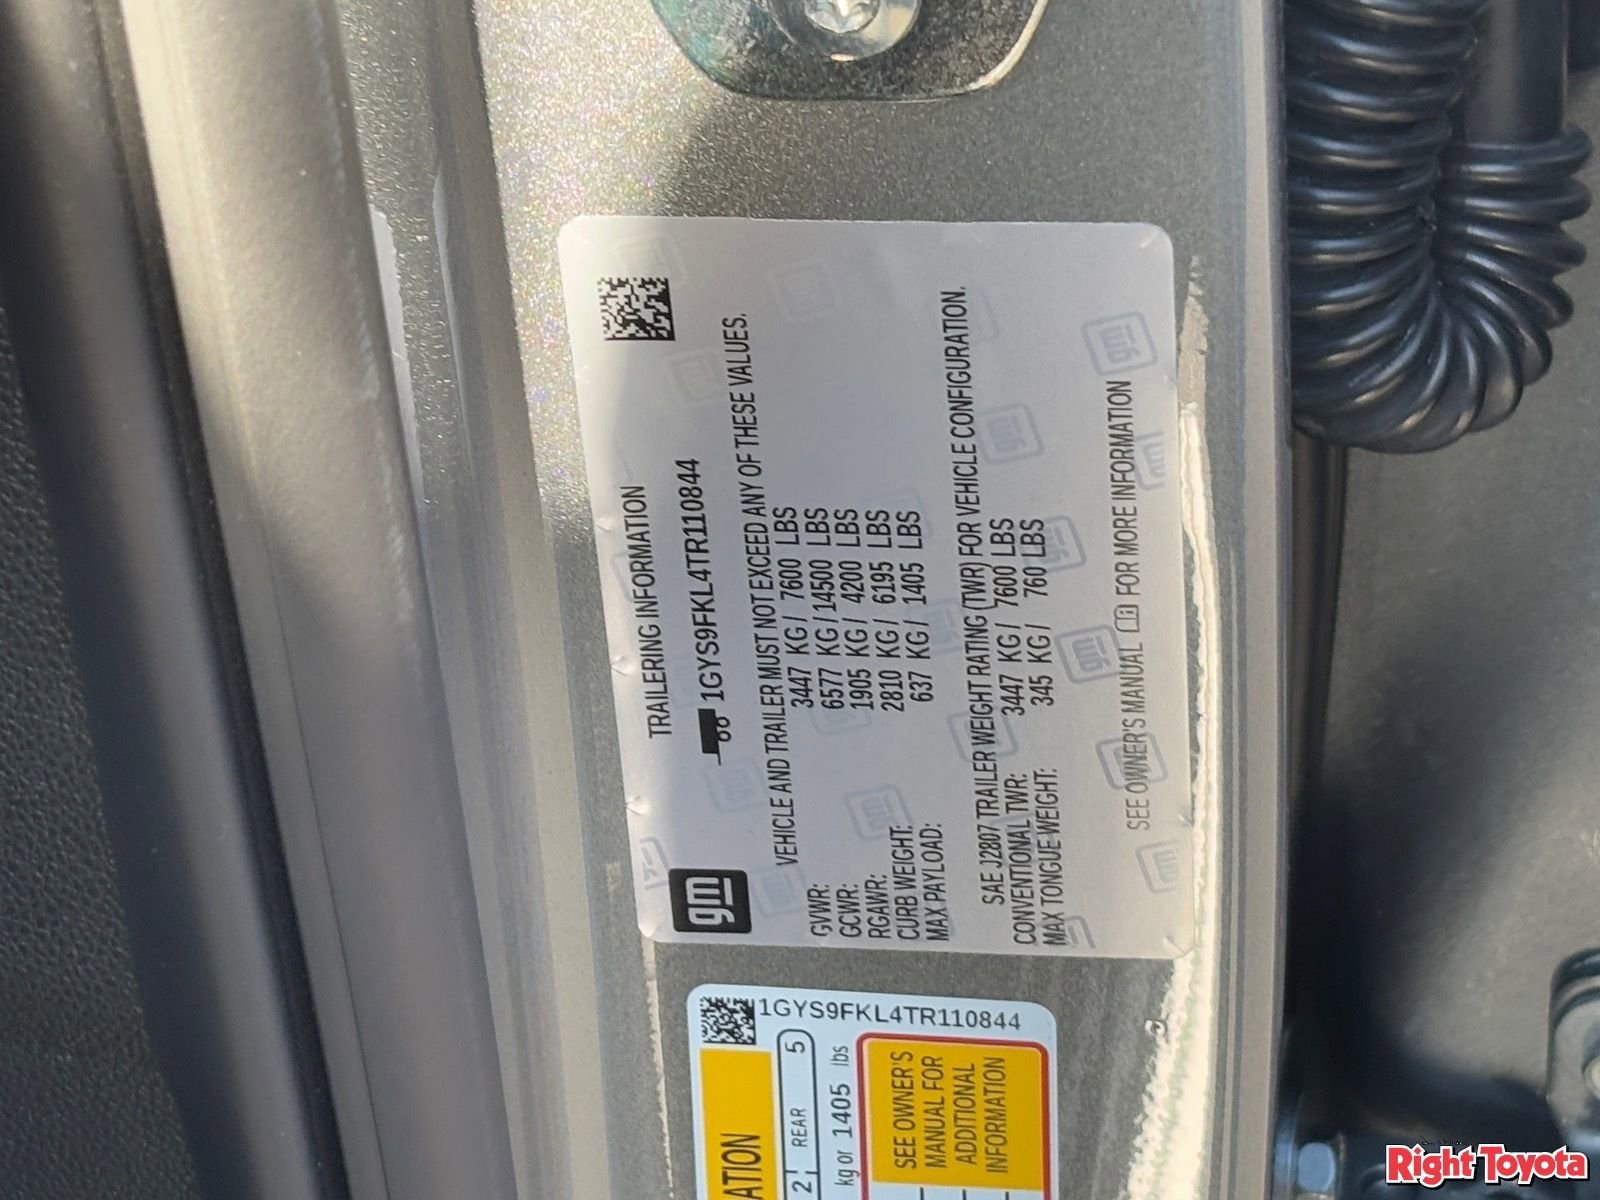 TRAILERING INFORMATION
gm
1GYS9FKL4TR110844
VEHICLE AND TRAILER MUST NOT EXCEED ANY OF THESE VALUES.
GVWR: 3447 KG / 7600 LBS
GCWR: 6577 KG / 14500 LBS
RGAWR: 1905 KG / 4200 LBS
CURB WEIGHT: 2810 KG / 6195 LBS
MAX PAYLOAD: 637 KG / 1405 LBS
SAE J2807 TRAILER WEIGHT RATING (TWR) FOR VEHICLE CONFIGURATION.
CONVENTIONAL TWR: 3447 KG / 7600 LBS
MAX TONGUE WEIGHT: 345 KG / 760 LBS
SEE OWNER'S MANUAL FOR MORE INFORMATION
1GYS9FKL4TR110844
ATION
2 REAR 5
kg or 1405 lbs
SEE OWNER'S
MANUAL FOR
ADDITIONAL
INFORMATION
Right Toyota